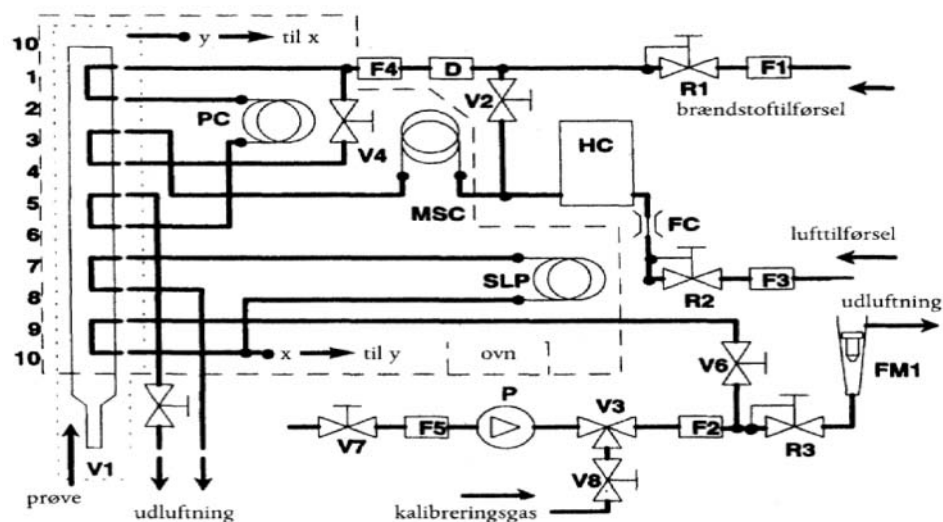 10
y → til x
1
F4
D
F1
R1
V2
brændstoftilførsel
2
PC
V4
3
HC
4
MSC
5
FC
lufttilførsel
6
7
SLP
R2
F3
udluftning
8
9
x → til y
ovn
10
V6
FM1
P
V3
V7
F5
F2
R3
V1
V8
prøve
udluftning
kalibreringsgas